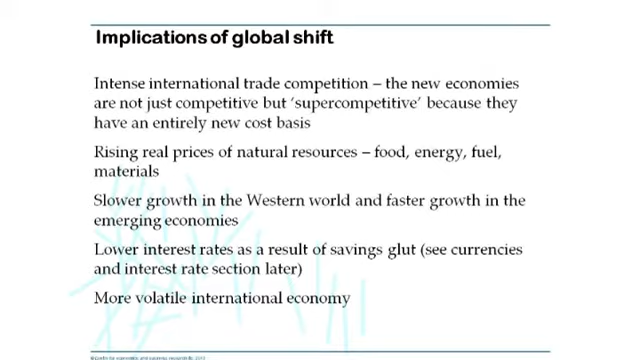 Implications of global shift
Intense international trade competition – the new economies
are not just competitive but ‘supercompetitive’ because they
have an entirely new cost basis
Rising real prices of natural resources – food, energy, fuel,
materials
Slower growth in the Western world and faster growth in the
emerging economies
Lower interest rates as a result of savings glut (see currencies
and interest rate section later)
More volatile international economy